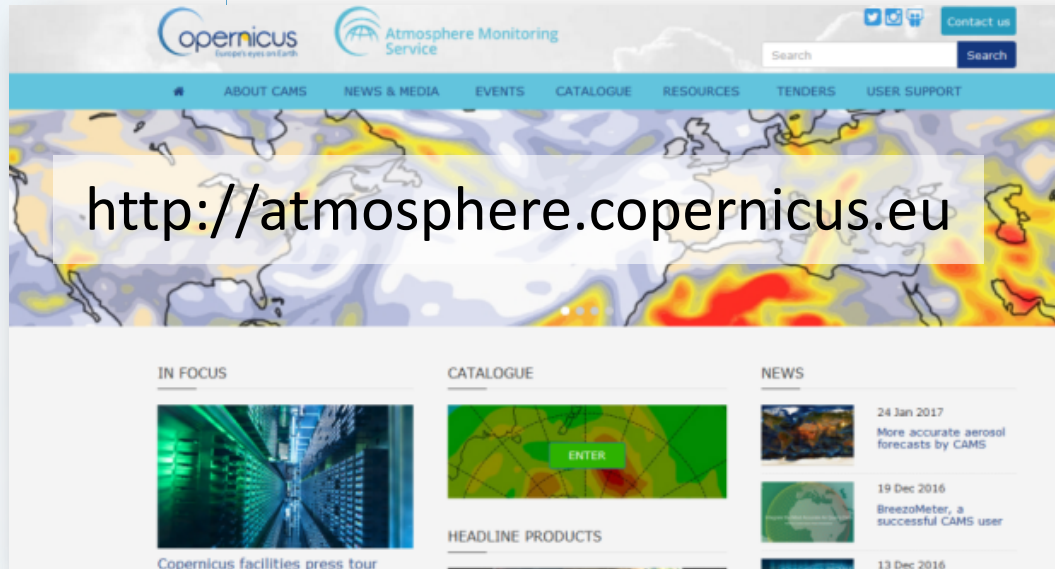 Copernicus
Europe's eyes on Earth
Atmosphere Monitoring
Service
Contact us
Search
Search
ABOUT CAMS
NEWS & MEDIA
EVENTS
CATALOGUE
RESOURCES
TENDERS
USER SUPPORT
http://atmosphere.copernicus.eu
IN FOCUS
Copernicus facilities press tour
CATALOGUE
ENTER
HEADLINE PRODUCTS
NEWS
24 Jan 2017
More accurate aerosol
forecasts by CAMS
19 Dec 2016
BreezoMeter, a
successful CAMS user
13 Dec 2016